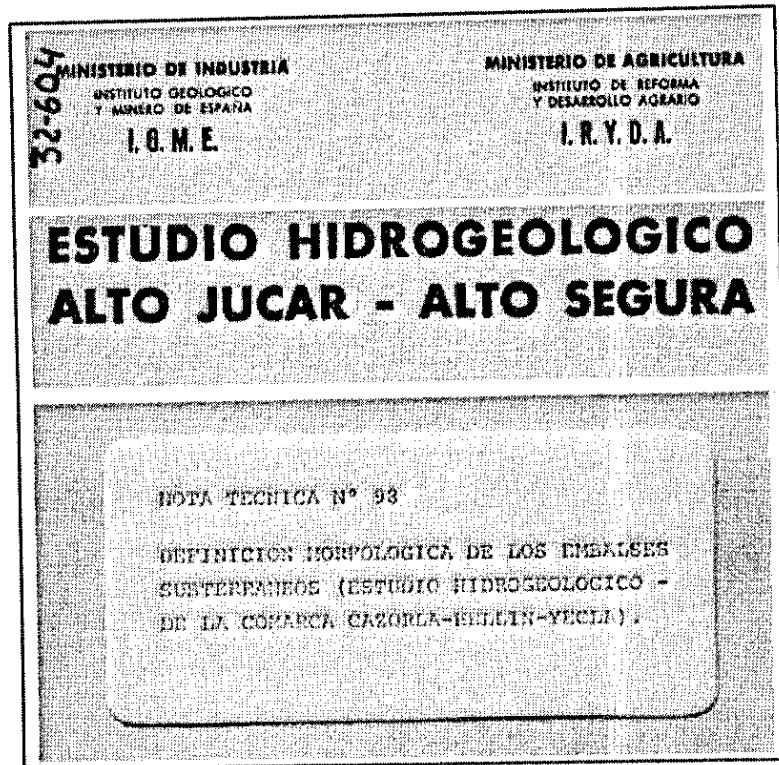 32-604
MINISTERIO DE INDUSTRIA
INSTITUTO GEOLOGICO
Y MINERO DE ESPAÑA
I. G. M. E.
MINISTERIO DE AGRICULTURA
INSTITUTO DE REFORMA
Y DESARROLLO AGRARIO
I. R. Y. D. A.
ESTUDIO HIDROGEOLOGICO
ALTO JUCAR - ALTO SEGURA
NOTA TECNICA Nº 93
DEFINICION MORFOLOGICA DE LOS EMBALSES
SUBTERRANEOS (ESTUDIO HIDROGEOLOGICO -
DE LA COMARCA CAZORLA-HELLIN-YECLA).